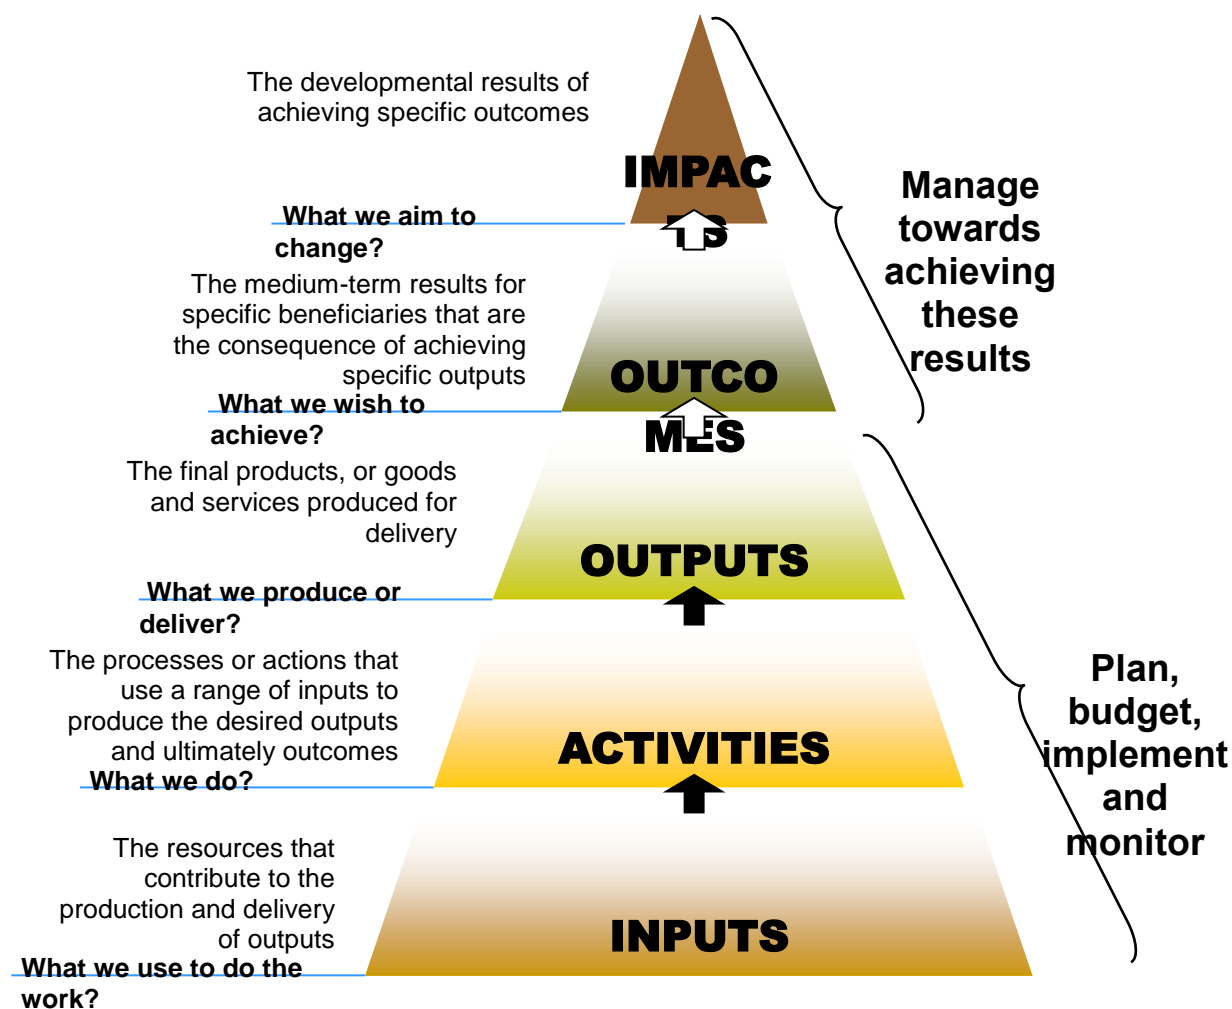 The developmental results of
achieving specific outcomes
IMPAC
TS
What we aim to
change?
The medium-term results for
specific beneficiaries that are
the consequence of achieving
specific outputs
OUTCO
MES
What we wish to
achieve?
Manage
towards
achieving
these
results
The final products, or goods
and services produced for
delivery
OUTPUTS
What we produce or
deliver?
The processes or actions that
use a range of inputs to
produce the desired outputs
and ultimately outcomes
ACTIVITIES
What we do?
The resources that
contribute to the
production and delivery
of outputs
INPUTS
What we use to do the
work?
Plan,
budget,
implement
and
monitor